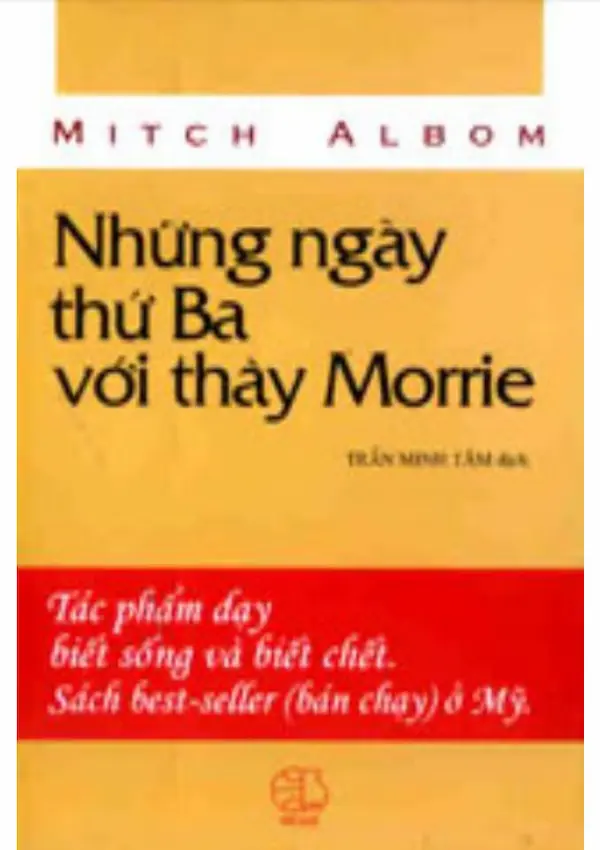 MITCH ALBOM
Những ngày
thứ Ba
với thày Morrie
TRẦN MINH TÂM dịch
Tác phẩm dạy
biết sống và biết chết.
Sách best-seller (bán chạy) ở Mỹ.